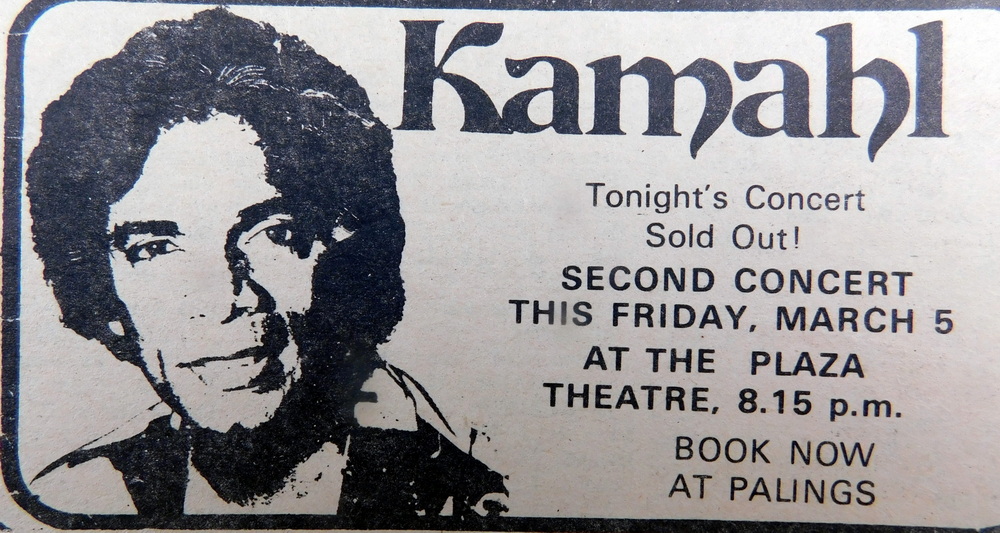 Kamahl
Tonight's Concert
Sold Out!
SECOND CONCERT
THIS FRIDAY, MARCH 5
AT THE PLAZA
THEATRE, 8.15 p.m.
BOOK NOW
AT PALINGS